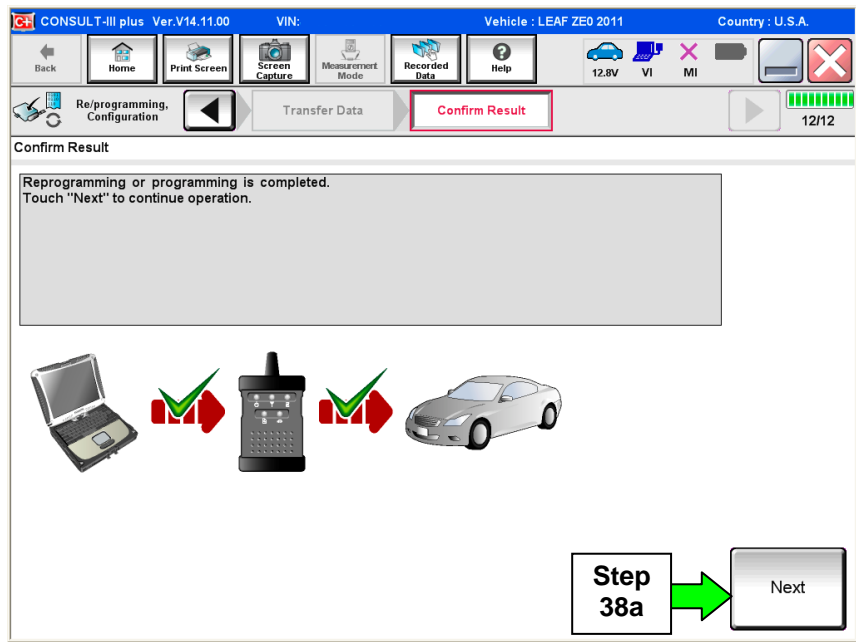 CONSULT-III plus Ver.V14.11.00 VIN: Vehicle : LEAF ZE0 2011 Country : U.S.A.
Back Home Print Screen Screen Capture Measurement Mode Recorded Data Help 12.8V VI MI
Re/programming, Configuration Transfer Data Confirm Result 12/12
Confirm Result
Reprogramming or programming is completed.
Touch "Next" to continue operation.
Step
38a
Next